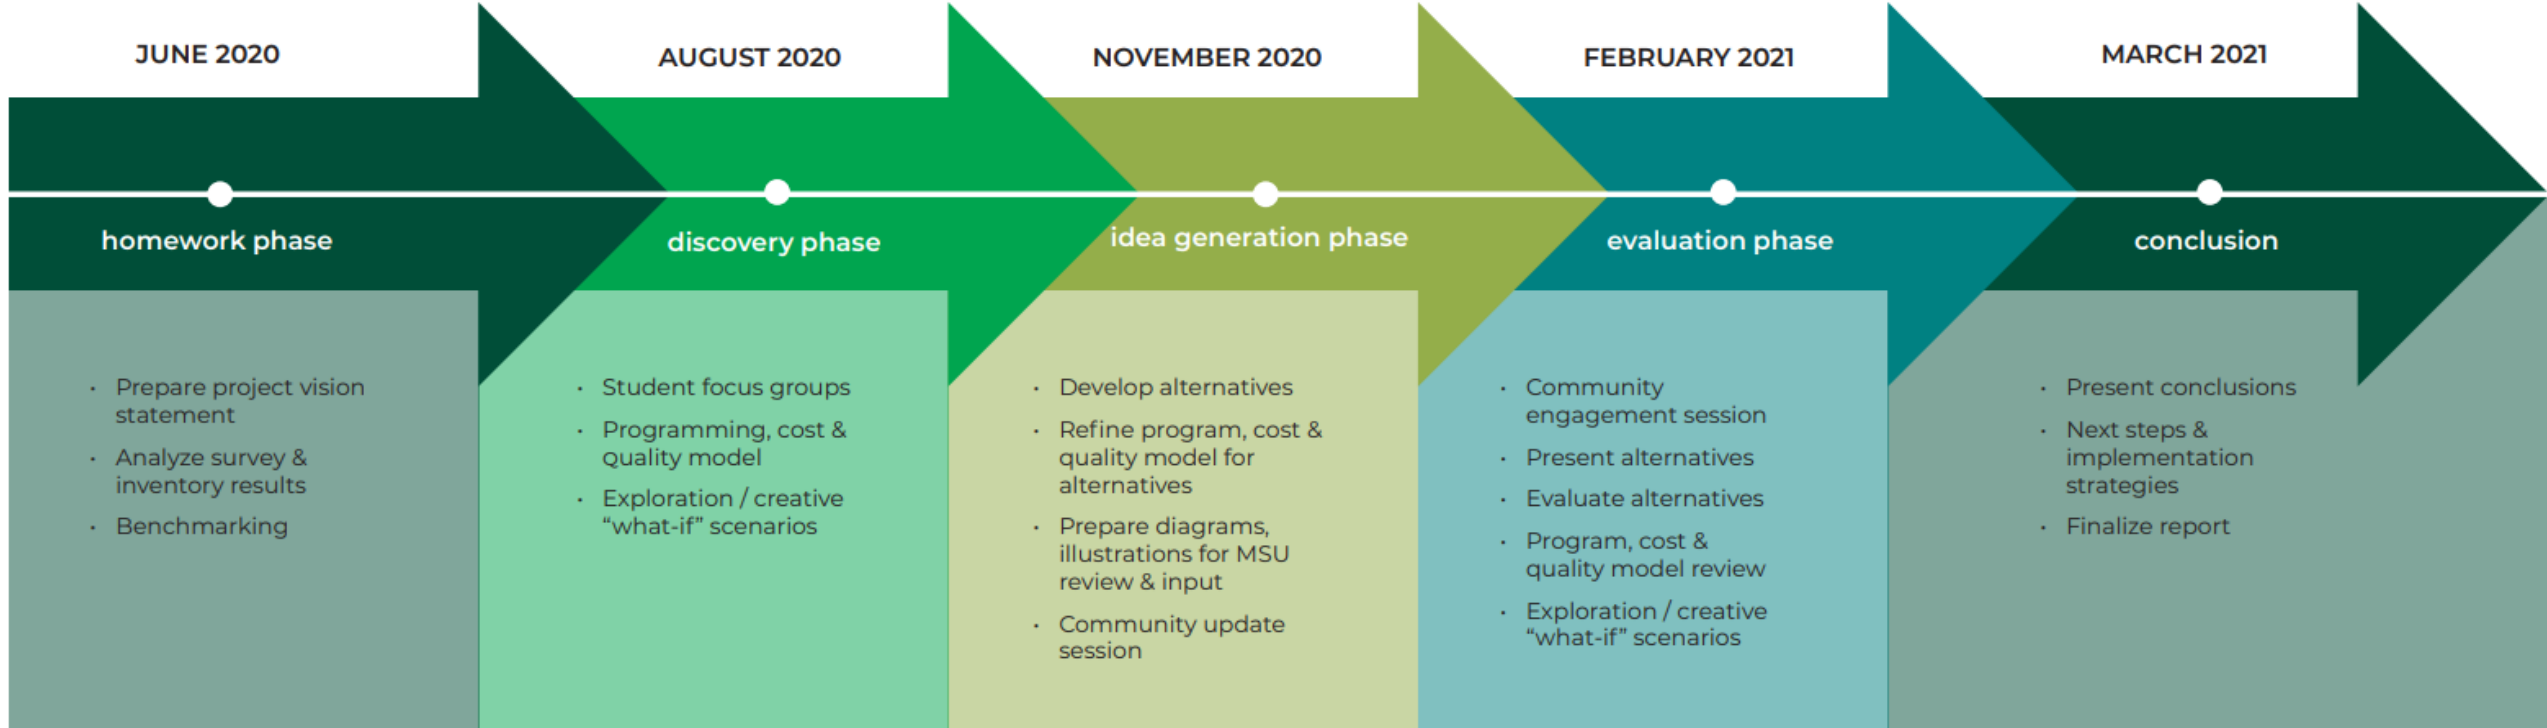 JUNE 2020
AUGUST 2020
NOVEMBER 2020
FEBRUARY 2021
MARCH 2021
homework phase
discovery phase
idea generation phase
evaluation phase
conclusion
· Prepare project vision
statement
· Analyze survey &
inventory results
· Benchmarking
· Student focus groups
· Programming, cost &
quality model
· Exploration / creative
“what-if” scenarios
· Develop alternatives
· Refine program, cost &
quality model for
alternatives
· Prepare diagrams,
illustrations for MSU
review & input
· Community update
session
· Community
engagement session
· Present alternatives
· Evaluate alternatives
· Program, cost &
quality model review
· Exploration / creative
“what-if” scenarios
· Present conclusions
· Next steps &
implementation
strategies
· Finalize report